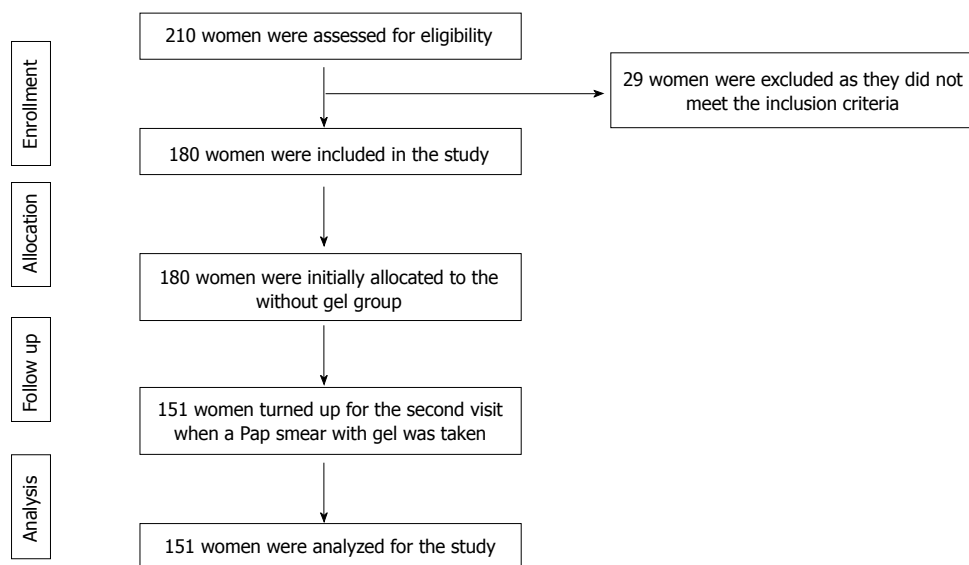 Enrollment
210 women were assessed for eligibility
29 women were excluded as they did not
meet the inclusion criteria
180 women were included in the study
Allocation
180 women were initially allocated to the
without gel group
Follow up
151 women turned up for the second visit
when a Pap smear with gel was taken
Analysis
151 women were analyzed for the study